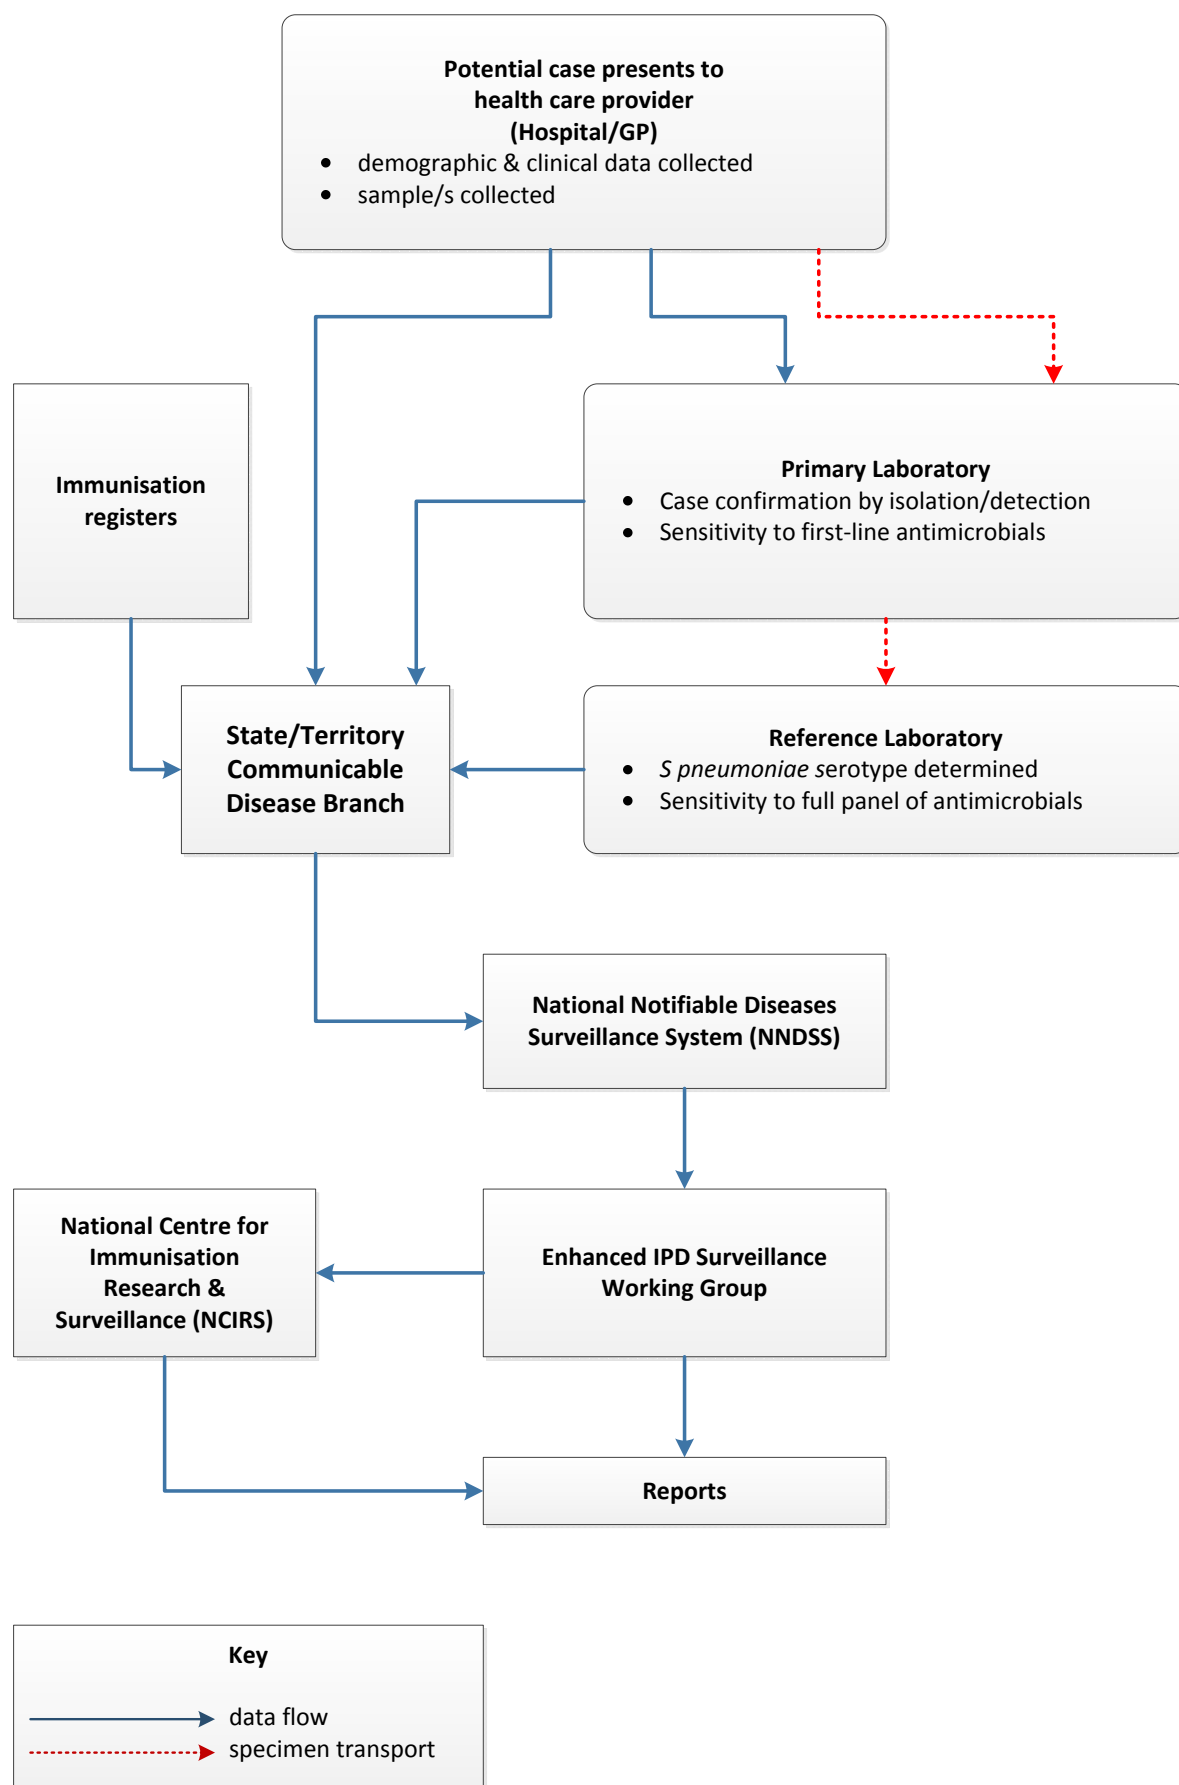 Potential case presents to
health care provider
(Hospital/GP)
• demographic & clinical data collected
• sample/s collected
Immunisation
registers
Primary Laboratory
• Case confirmation by isolation/detection
• Sensitivity to first-line antimicrobials
State/Territory
Communicable
Disease Branch
Reference Laboratory
• S pneumoniae serotype determined
• Sensitivity to full panel of antimicrobials
National Notifiable Diseases
Surveillance System (NNDSS)
National Centre for
Immunisation
Research &
Surveillance (NCIRS)
Enhanced IPD Surveillance
Working Group
Reports
Key
data flow
specimen transport